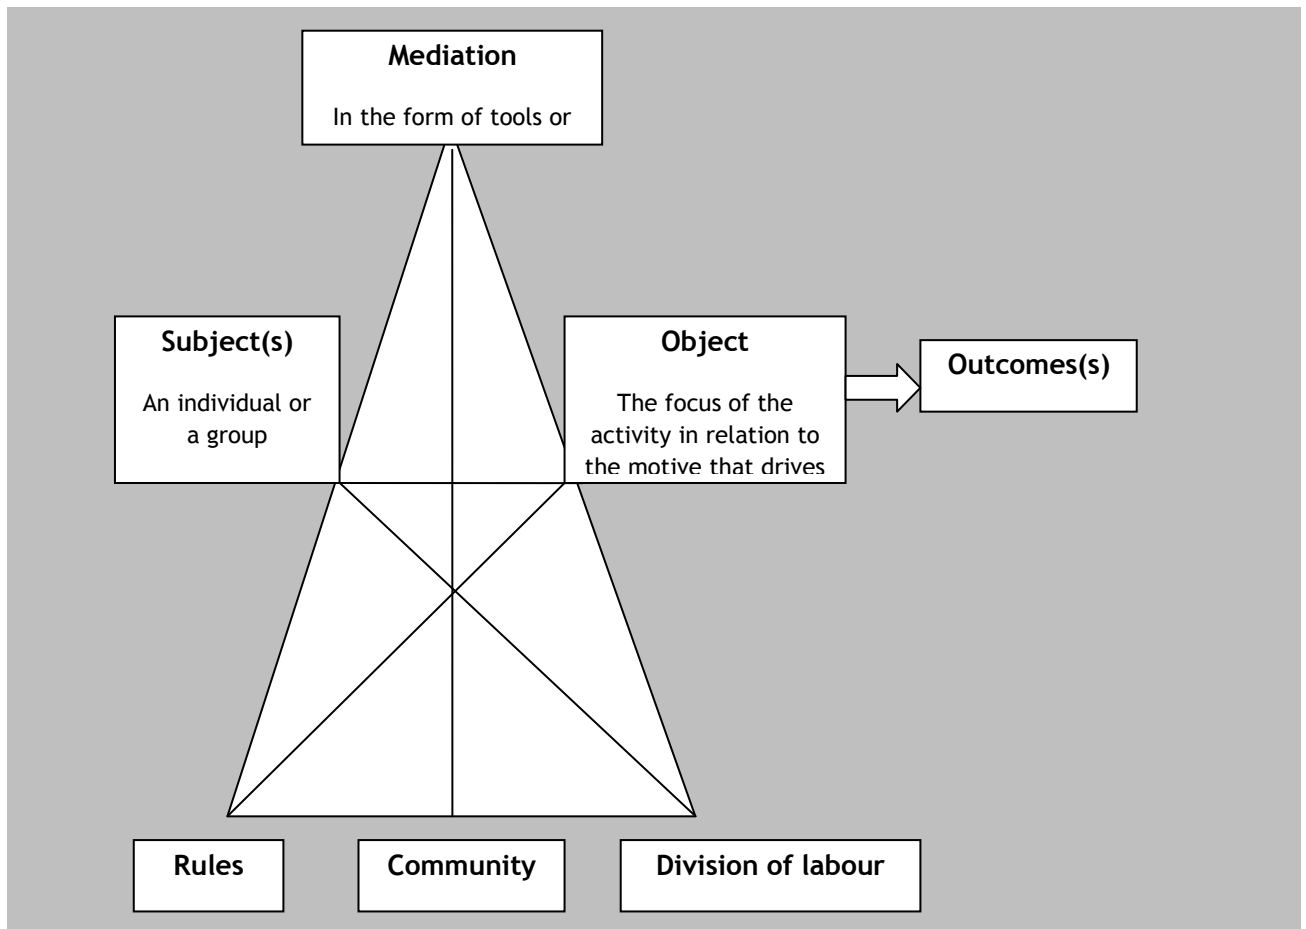 Mediation
In the form of tools or
Subject(s)
An individual or
a group
Object
The focus of the
activity in relation to
the motive that drives
Outcomes(s)
Rules
Community
Division of labour